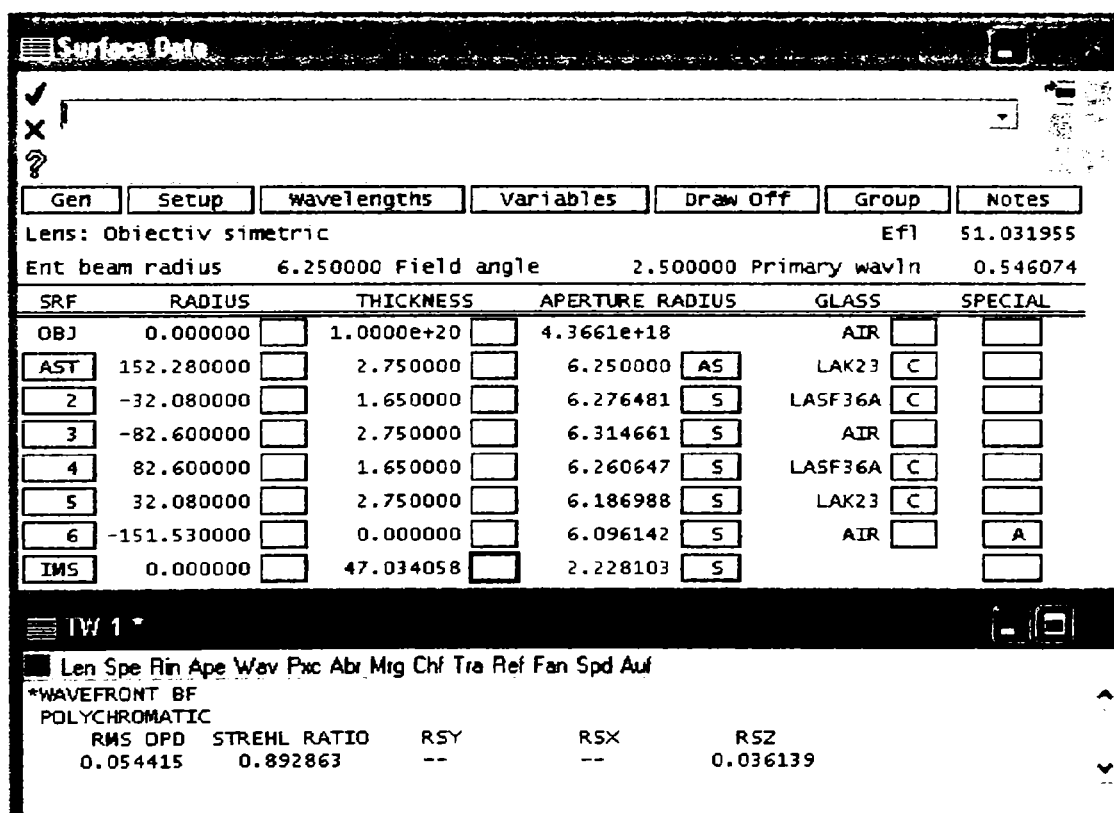 Surface Data
Gen Setup Wavelengths Variables Draw Off Group Notes
Lens: Obiectiv simetric Efl 51.031955
Ent beam radius 6.250000 Field angle 2.500000 Primary wavln 0.546074
SRF RADIUS THICKNESS APERTURE RADIUS GLASS SPECIAL
OBJ 0.000000 1.0000e+20 4.3661e+18 AIR
AST 152.280000 2.750000 6.250000 AS LAK23 C
2 -32.080000 1.650000 6.276481 S LASF36A C
3 -82.600000 2.750000 6.314661 S AIR
4 82.600000 1.650000 6.260647 S LASF36A C
5 32.080000 2.750000 6.186988 S LAK23 C
6 -151.530000 0.000000 6.096142 S AIR A
IMS 0.000000 47.034058 2.228103 S
TW 1 *
Len Spe Rin Ape Wav Pxc Abr Mrg Chf Tra Ref Fan Spd Auf
*WAVEFRONT BF
POLYCHROMATIC
RMS OPD STREHL RATIO RSY RSX RSZ
0.054415 0.892863 -- -- 0.036139